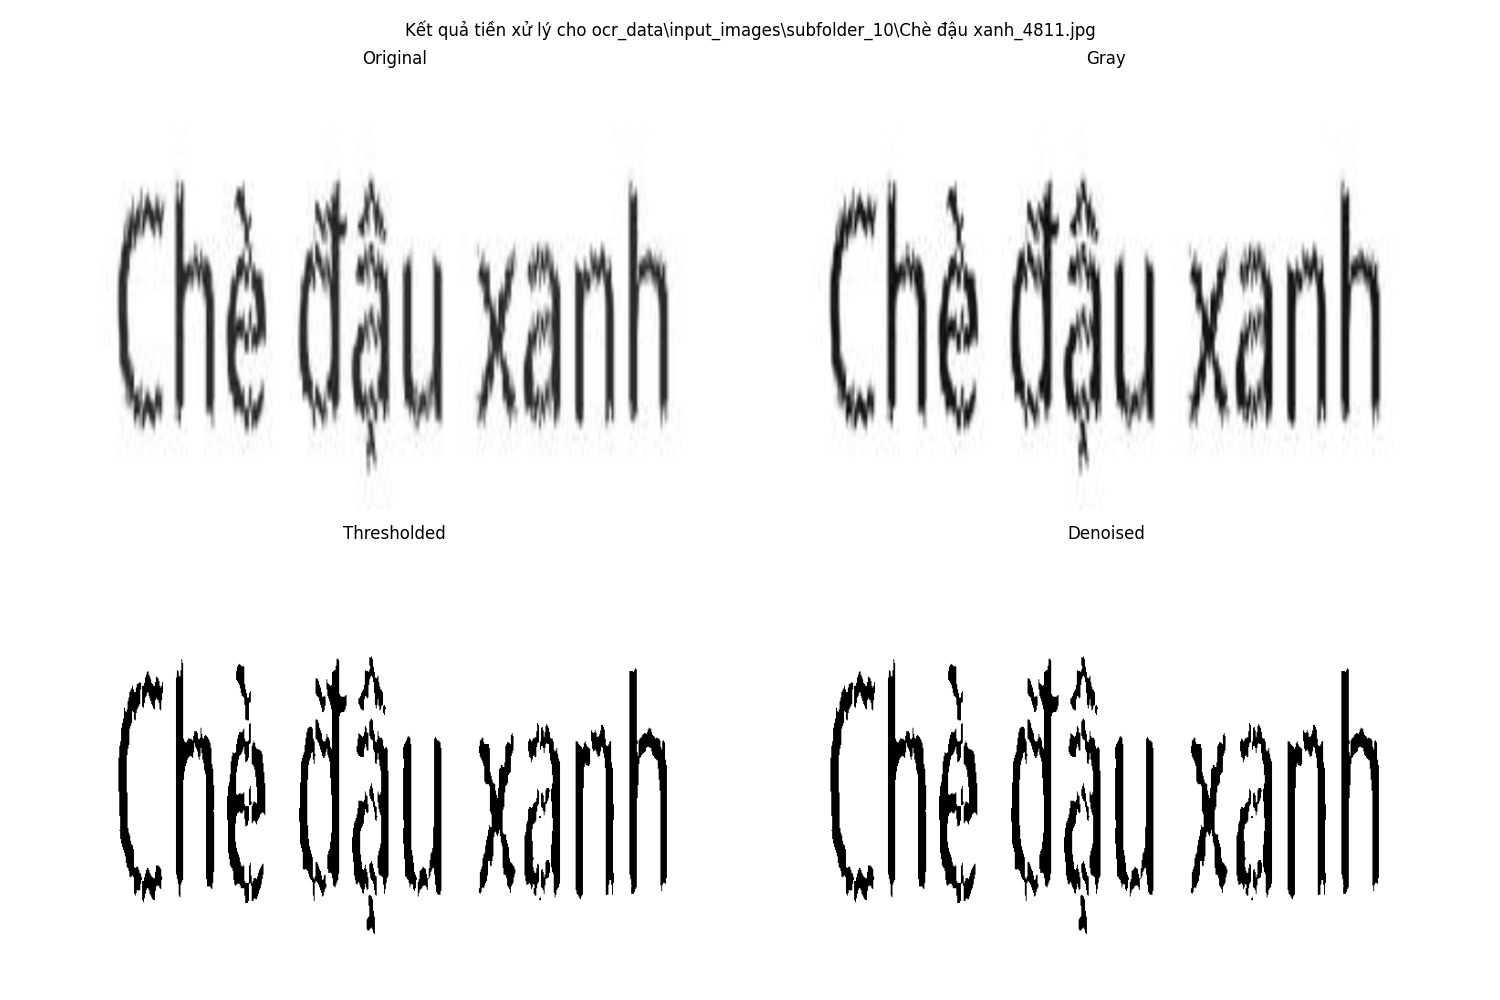 Kết quả tiền xử lý cho ocr_data\input_images\subfolder_10\Chè đậu xanh_4811.jpg
Original
Gray
Chè đậu xanh
Chè đậu xanh
Thresholded
Denoised
Chè đậu xanh
Chè đậu xanh